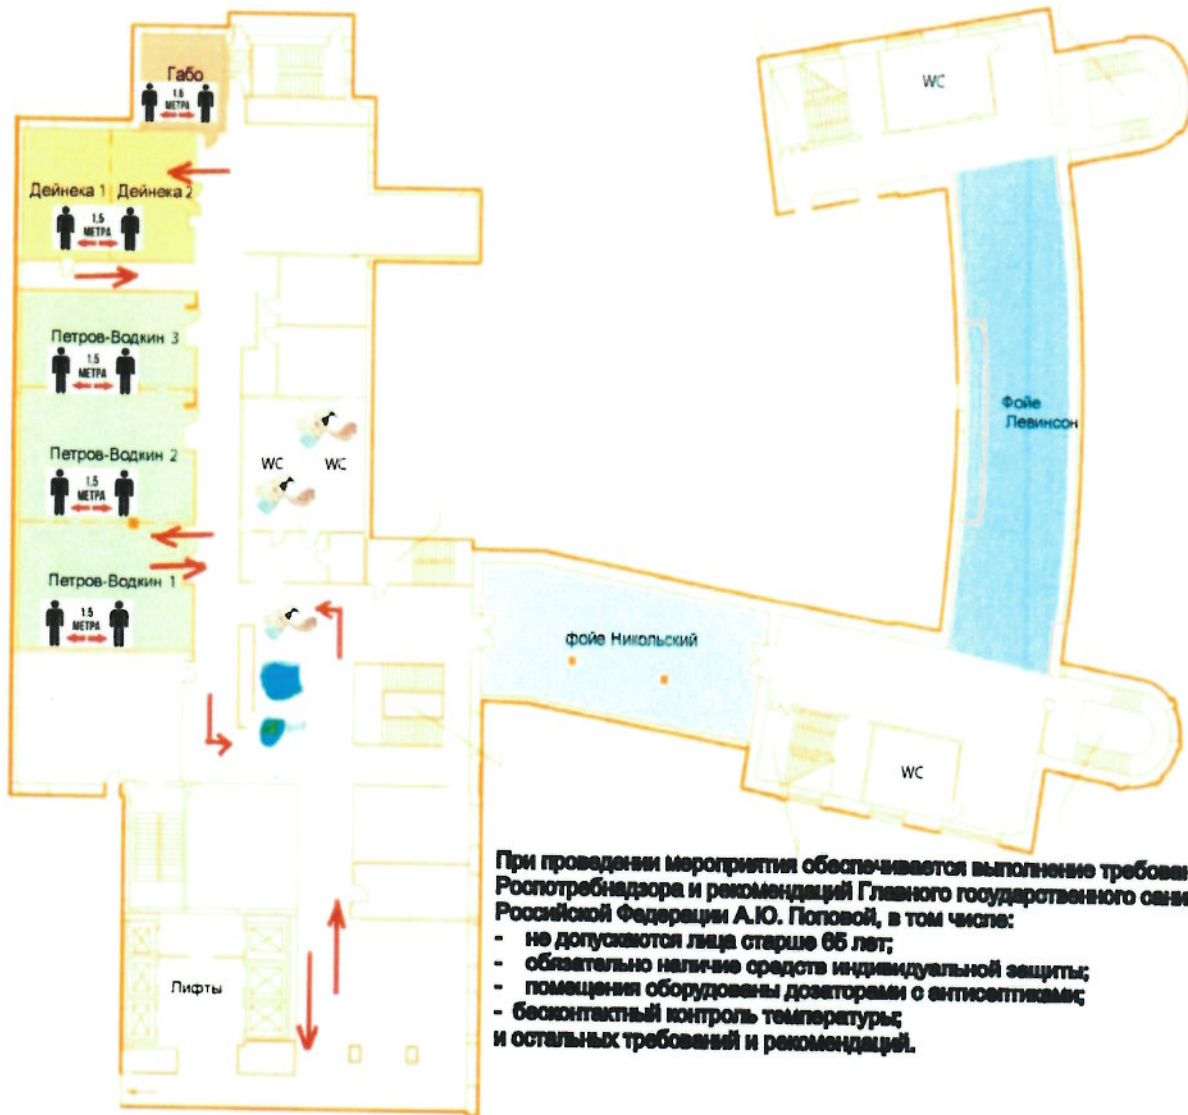 Габо
1.5
МЕТРА
WC
Дейнека 1 Дейнека 2
1.5
МЕТРА
Петров-Водкин 3
1.5
МЕТРА
Фойе
Левинсон
Петров-Водкин 2
1.5
МЕТРА
WC WC
Петров-Водкин 1
1.5
МЕТРА
фойе Никольский
WC
Лифты
При проведении мероприятия обеспечивается выполнение
Роспотребнадзора и рекомендаций Главного государственного
Российской Федерации А.Ю. Поповой, в том числе:
- не допускаются лица старше 65 лет;
- обязательно наличие средств индивидуальной защиты;
- помещения оборудованы дозаторами с антисептиками;
- бесконтактный контроль температуры;
и остальных требований и рекомендаций.